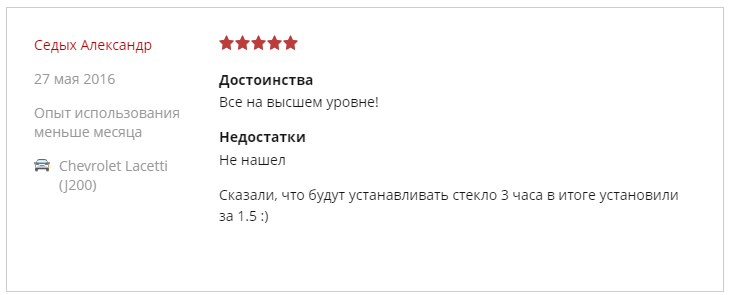 Седых Александр
27 мая 2016
Опыт использования
меньше месяца
Chevrolet Lacetti
(J200)
Достоинства
Все на высшем уровне!
Недостатки
Не нашел
Сказали, что будут устанавливать стекло 3 часа в итоге установили
за 1.5 :)